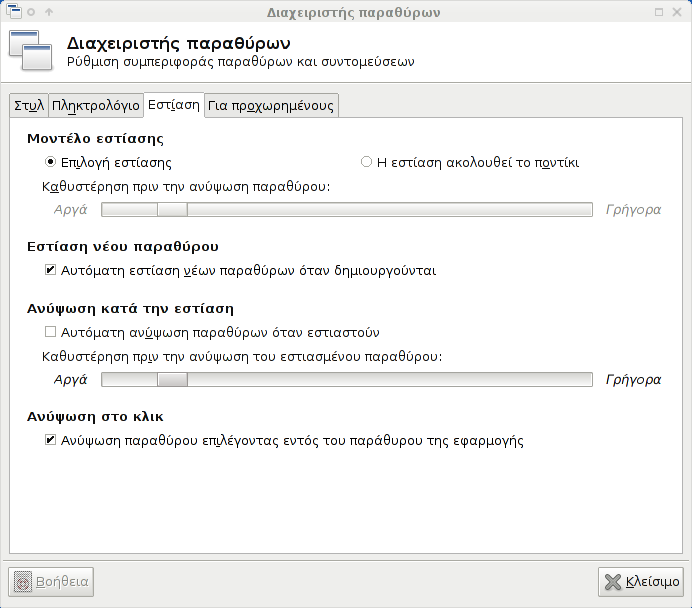 Διαχειριστής παραθύρων
Διαχειριστής παραθύρων
Ρύθμιση συμπεριφοράς παραθύρων και συντομεύσεων
Στυλ Πληκτρολόγιο Εστίαση Για προχωρημένους
Μοντέλο εστίασης
Επιλογή εστίασης Η εστίαση ακολουθεί το ποντίκι
Καθυστέρηση πριν την ανύψωση παραθύρου:
Αργά Γρήγορα
Εστίαση νέου παραθύρου
Αυτόματη εστίαση νέων παραθύρων όταν δημιουργούνται
Ανύψωση κατά την εστίαση
Αυτόματη ανύψωση παραθύρων όταν εστιαστούν
Καθυστέρηση πριν την ανύψωση του εστιασμένου παραθύρου:
Αργά Γρήγορα
Ανύψωση στο κλικ
Ανύψωση παραθύρου επιλέγοντας εντός του παράθυρου της εφαρμογής
Βοήθεια Κλείσιμο